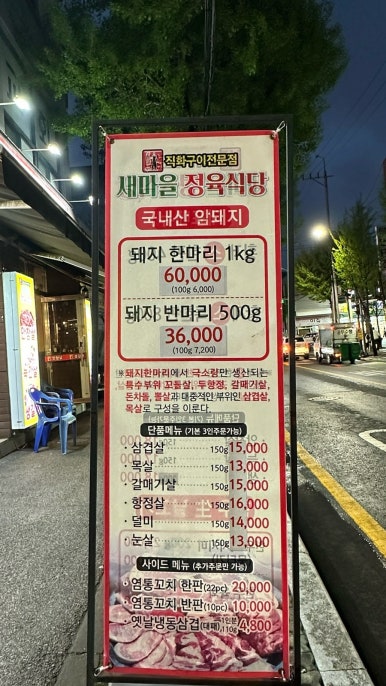 직화구이전문점
새마을 정육식당
국내산 암돼지
돼지 한마리 1kg
60,000
(100g 6,000)
돼지 반마리 500g
36,000
(100g 7,200)
돼지한마리에서 극소량만 생산되는
특수부위 꼬들살, 두항정, 갈매기살,
돈차돌, 뽈살과 대중적인 부위인 삼겹살,
목살로 구성을 이룬다.
단품메뉴 (기본 3인주문가능)
· 삼겹살 150g 15,000
· 목살 150g 13,000
· 갈매기살 150g 15,000
· 항정살 150g 16,000
· 덜미 150g 14,000
· 눈살 150g 13,000
사이드 메뉴 (추가주문만 가능)
· 염통꼬치 한판(22pc) 20,000
· 염통꼬치 반판(10pc) 10,000
· 옛날냉동삼겹(대패) 1인분 110g 4,800